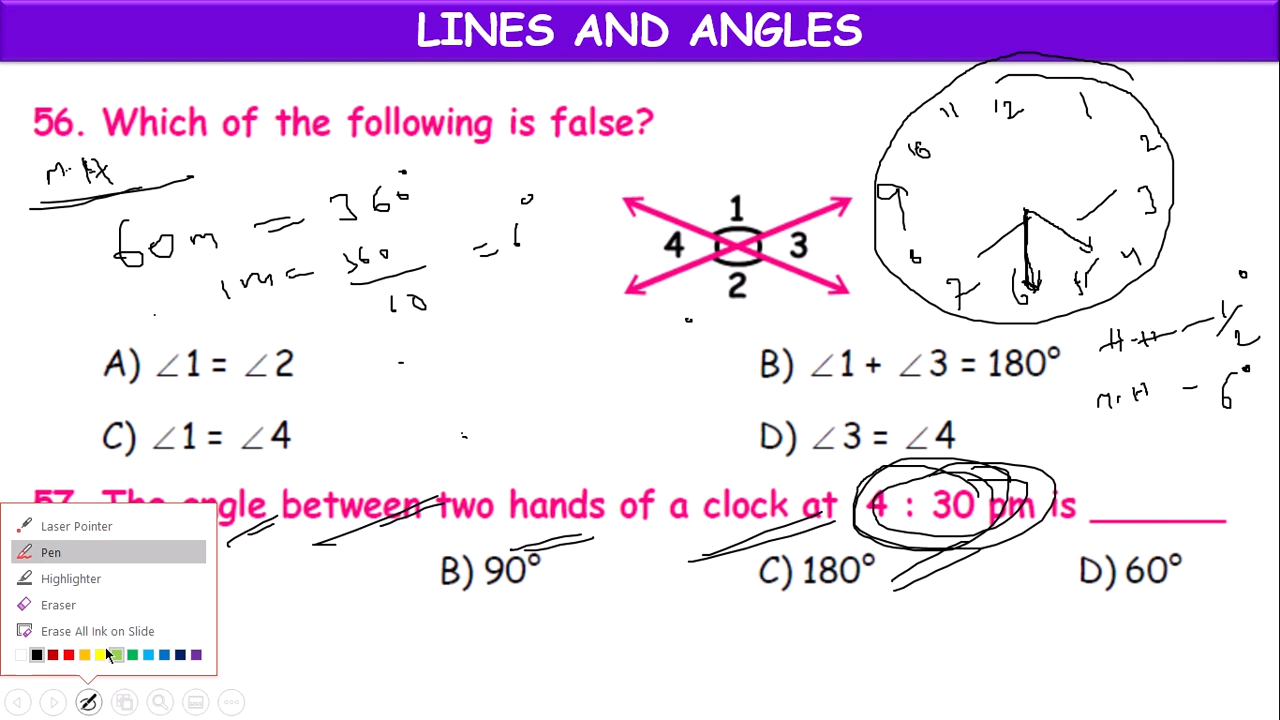 LINES AND ANGLES
56. Which of the following is false?
M. H
60 m = 360°
1 m = 360/10 = 6°
1
4 3
2
11 12 1
10 2
9 3
8 4
7 6 5
H-H - 1/2°
M.H - 6°
A) ∠1 = ∠2
B) ∠1 + ∠3 = 180°
C) ∠1 = ∠4
D) ∠3 = ∠4
57. The angle between two hands of a clock at 4 : 30 pm is ________
B) 90°
C) 180°
D) 60°
Laser Pointer
Pen
Highlighter
Eraser
Erase All Ink on Slide